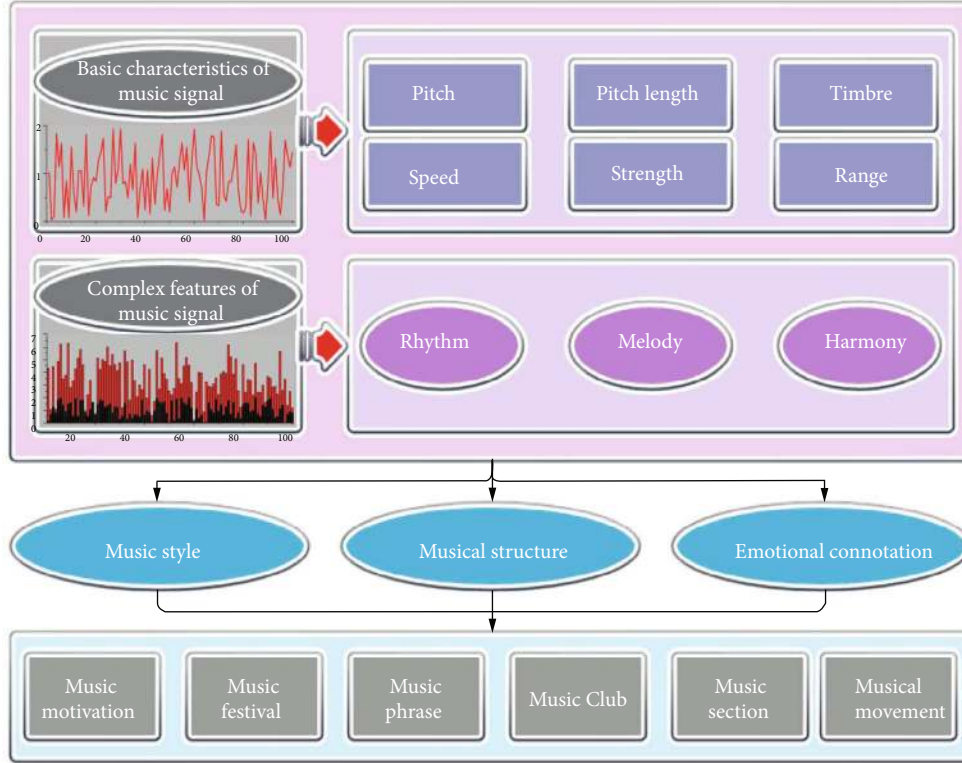 Basic characteristics of
music signal
2
1
0
0 20 40 60 80 100
Pitch
Pitch length
Timbre
Speed
Strength
Range
Complex features of
music signal
7
6
5
4
3
2
1
0
20 40 60 80 100
Rhythm
Melody
Harmony
Music style
Musical structure
Emotional connotation
Music
motivation
Music
festival
Music
phrase
Music Club
Music
section
Musical
movement